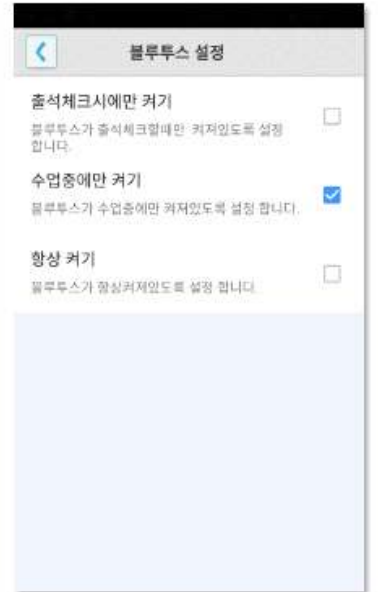 블루투스 설정
출석체크시에만 켜기
블루투스가 출석체크할때만 켜져있도록 설정
합니다.
수업중에만 켜기
블루투스가 수업중에만 켜져있도록 설정 합니다.
항상 켜기
블루투스가 항상켜져있도록 설정 합니다.